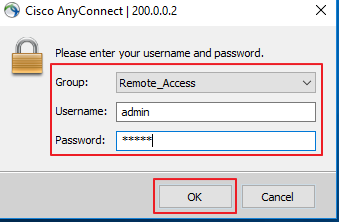 Cisco AnyConnect | 200.0.0.2
Please enter your username and password.
Group: Remote_Access
Username: admin
Password: *****
OK Cancel